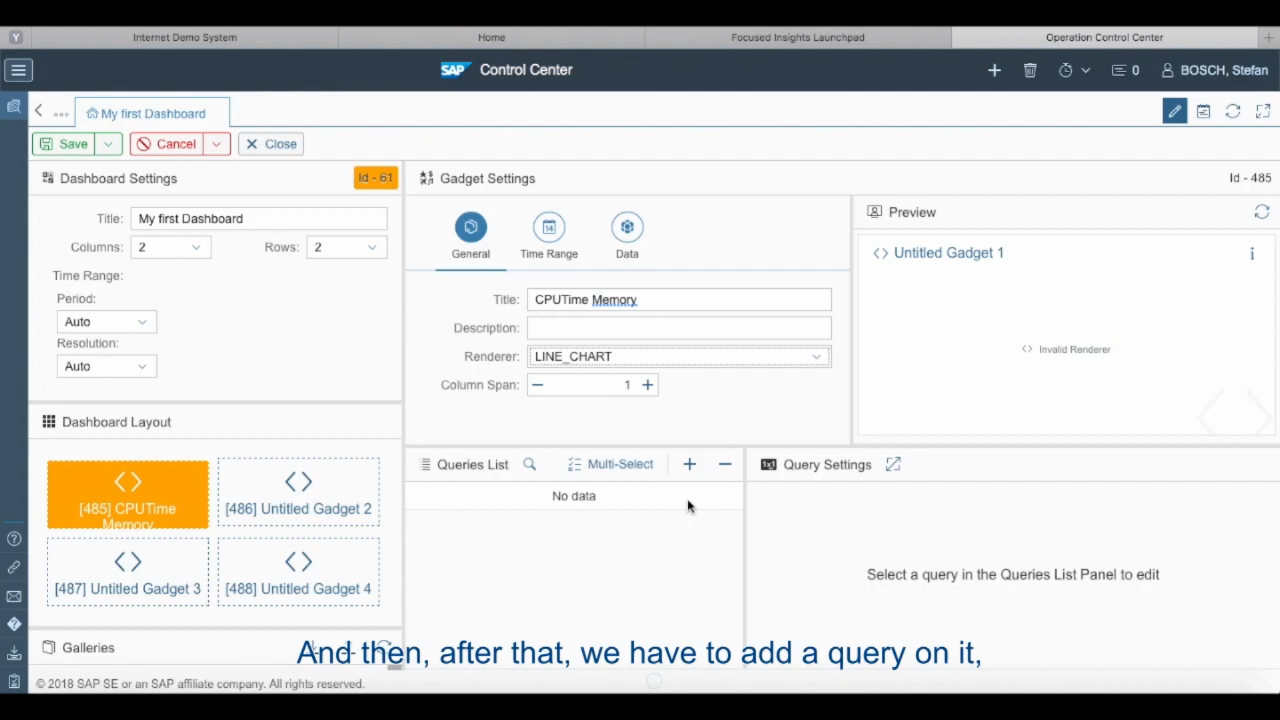 Y Internet Demo System Home Focused Insights Launchpad Operation Control Center
SAP Control Center 0 BOSCH, Stefan
My first Dashboard
Save Cancel Close
Dashboard Settings Id - 61
Title: My first Dashboard
Columns: 2 Rows: 2
Time Range:
Period:
Auto
Resolution:
Auto
Dashboard Layout
[485] CPUTime
Memory
[486] Untitled Gadget 2
[487] Untitled Gadget 3
[488] Untitled Gadget 4
Galleries
Gadget Settings Id - 485
General
14
Time Range
Data
Title: CPUTime Memory
Description:
Renderer: LINE_CHART
Column Span: 1
Preview
Untitled Gadget 1
Invalid Renderer
Queries List Multi-Select
No data
Query Settings
Select a query in the Queries List Panel to edit
And then, after that, we have to add a query on it,
© 2018 SAP SE or an SAP affiliate company. All rights reserved.